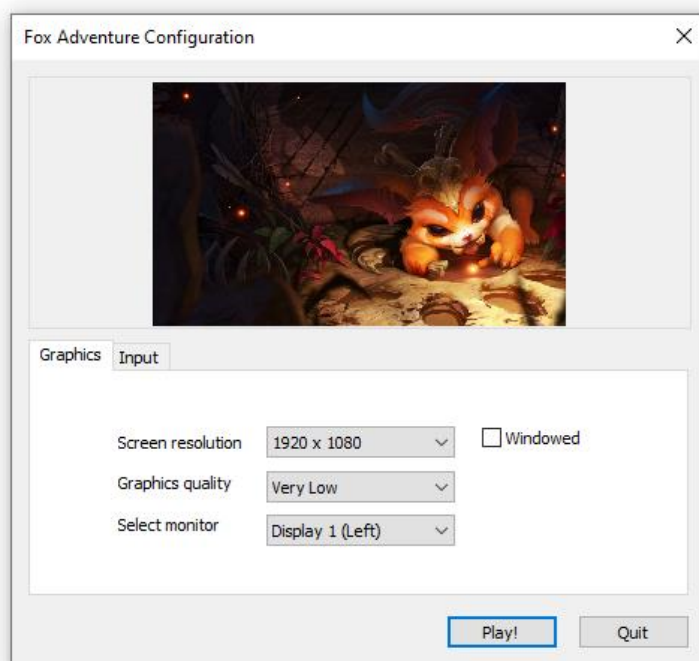 Fox Adventure Configuration
Graphics
Input
Screen resolution 1920 x 1080 Windowed
Graphics quality Very Low
Select monitor Display 1 (Left)
Play! Quit